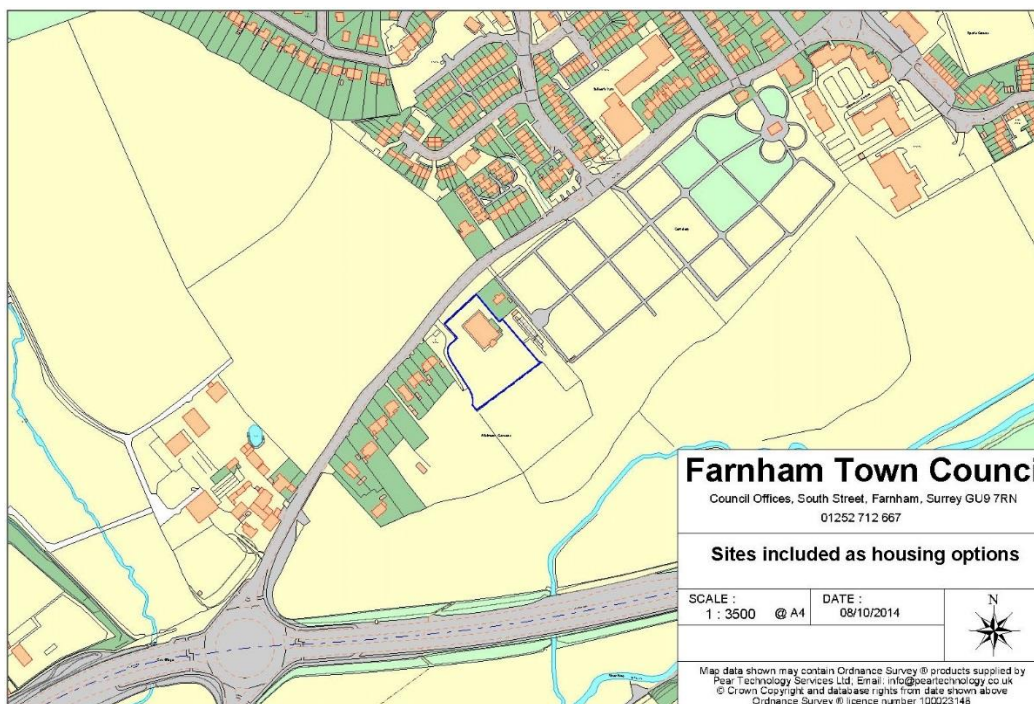 Farnham Town Counci
Council Offices, South Street, Farnham, Surrey GU9 7RN
01252 712 667
Sites included as housing options
SCALE :
1 : 3500 @ A4
DATE :
08/10/2014
N
Map data shown may contain Ordnance Survey ® products supplied by
Pear Technology Services Ltd; Email: info@peartechnology.co.uk
© Crown Copyright and database rights from date shown above
Ordnance Survey ® licence number 100023148